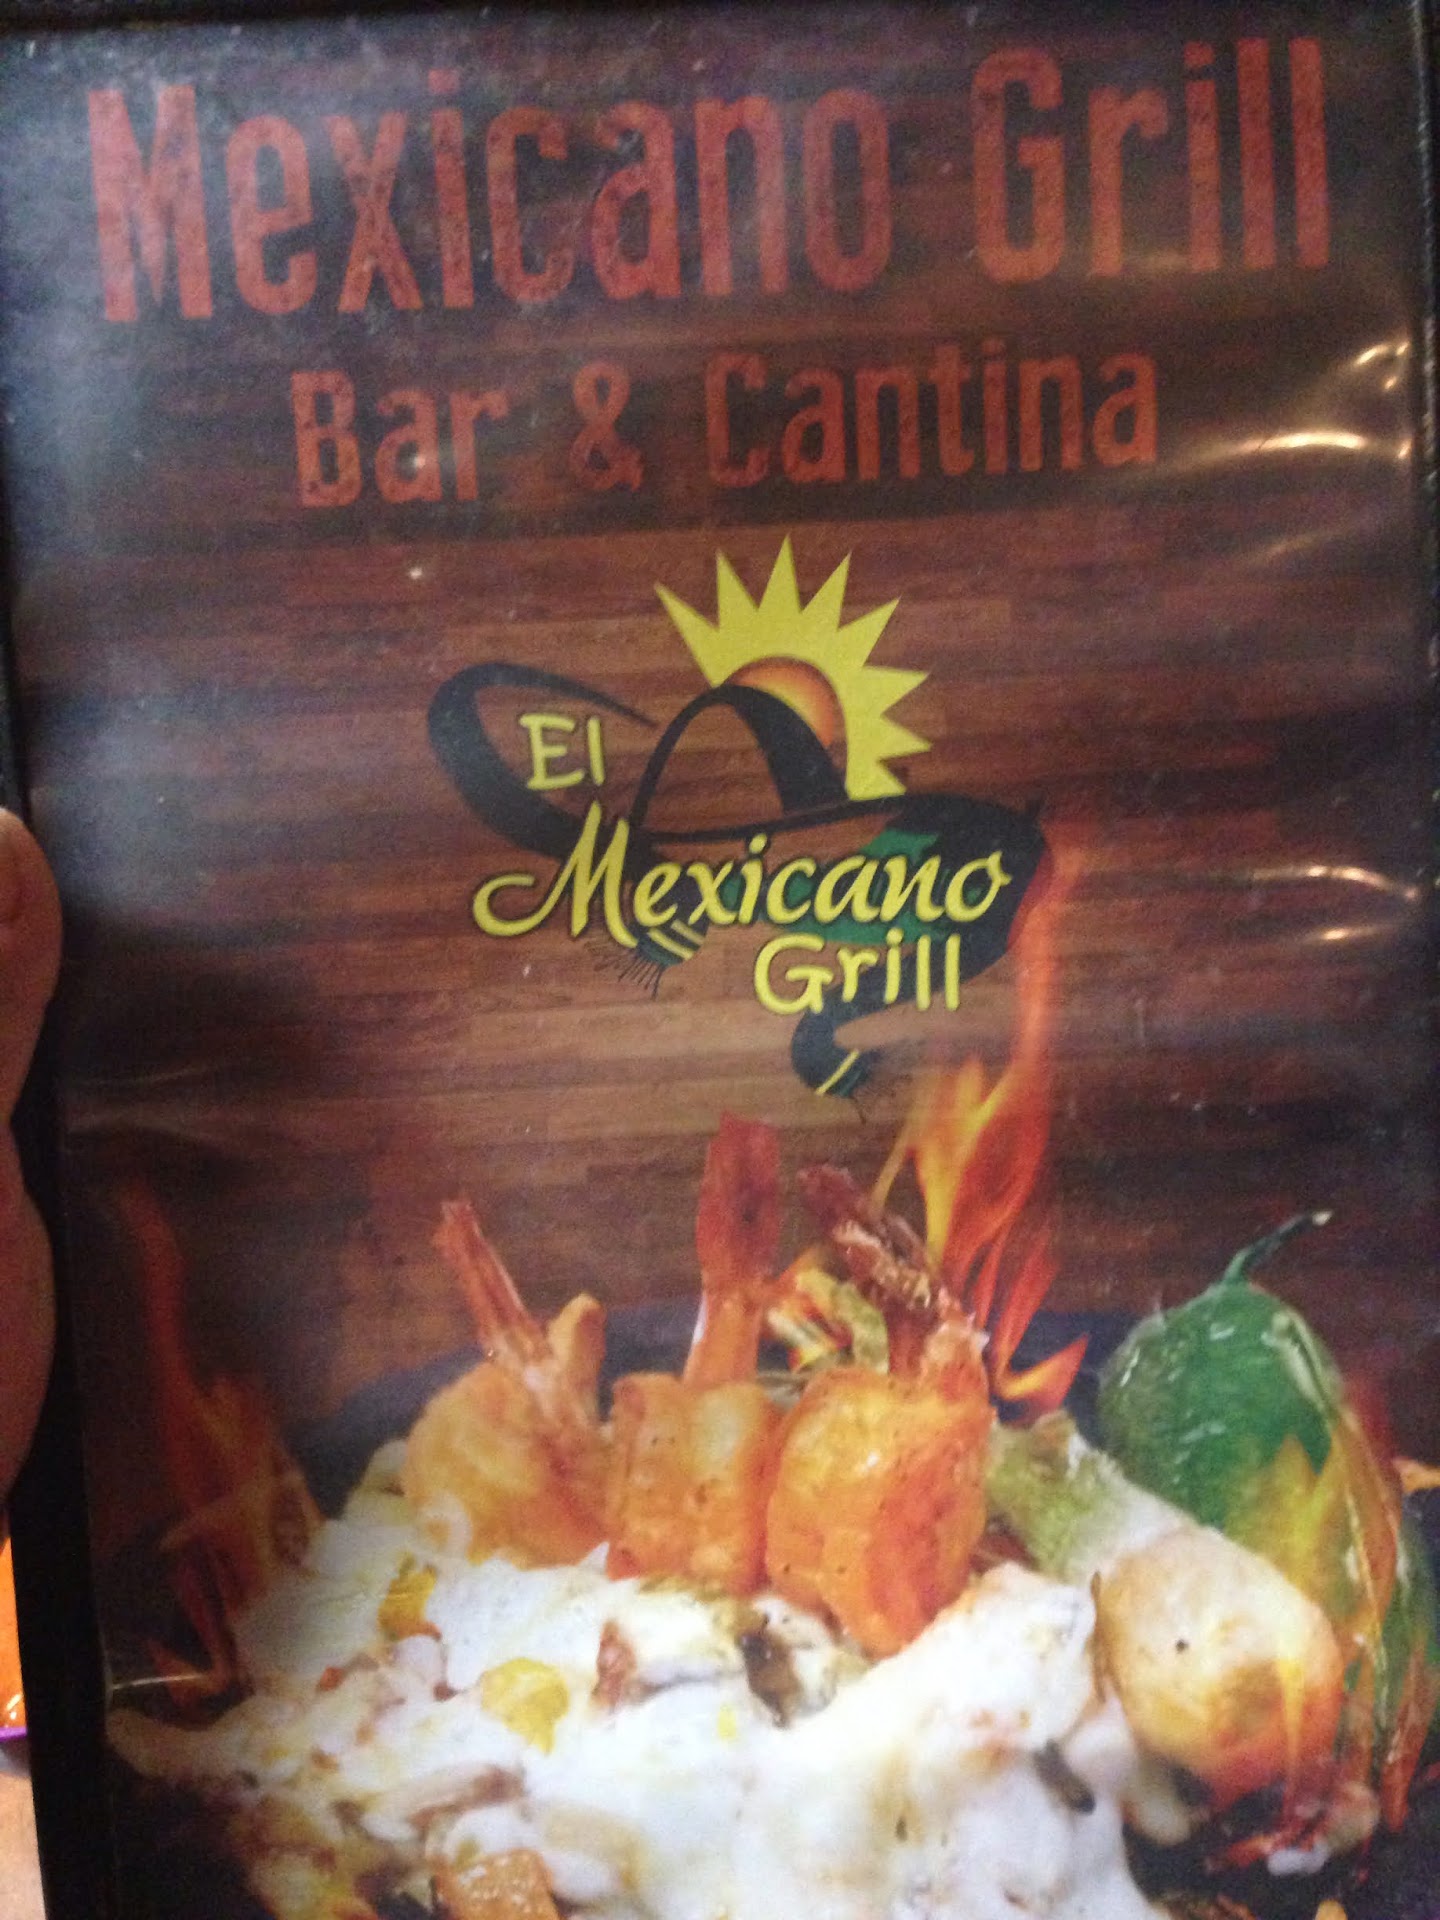 Mexicano Grill
Bar & Cantina
El
Mexicano
Grill